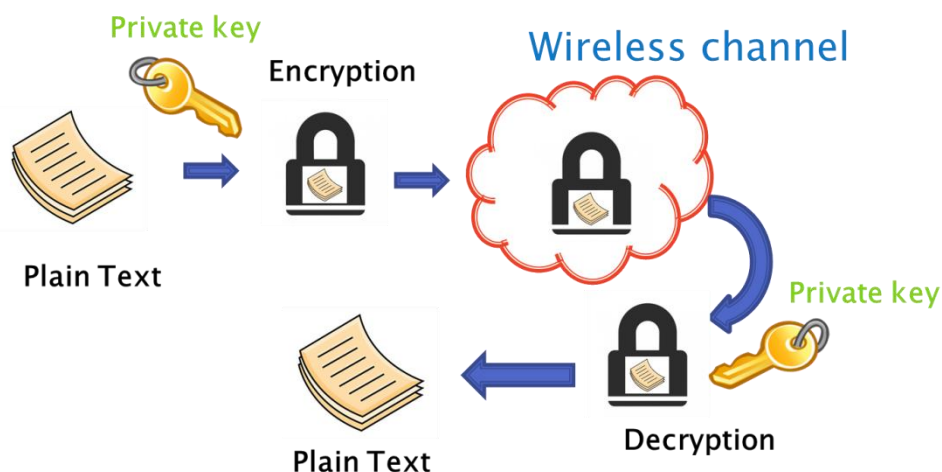 Private key
Wireless channel
Encryption
Plain Text
Private key
Decryption
Plain Text